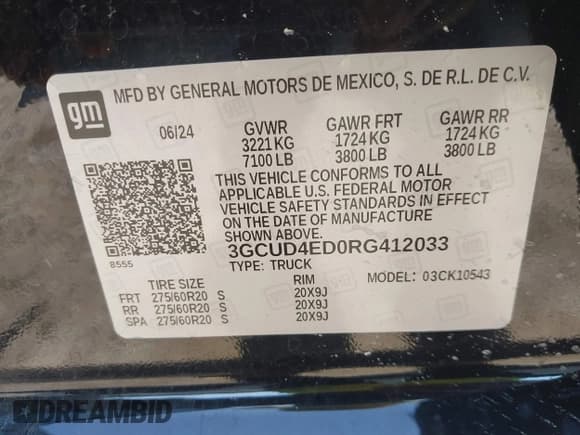 gm
MFD BY GENERAL MOTORS DE MEXICO, S. DE R.L. DE C.V.
06/24 GVWR GAWR FRT GAWR RR
3221 KG 1724 KG 1724 KG
7100 LB 3800 LB 3800 LB
THIS VEHICLE CONFORMS TO ALL
APPLICABLE U.S. FEDERAL MOTOR
VEHICLE SAFETY STANDARDS IN EFFECT
ON THE DATE OF MANUFACTURE
SHOWN ABOVE.
3GCUD4ED0RG412033
8555 TYPE: TRUCK MODEL: 03CK10543
TIRE SIZE RIM
FRT 275/60R20 S 20X9J
RR 275/60R20 S 20X9J
SPA 275/60R20 S 20X9J
DREAMBID